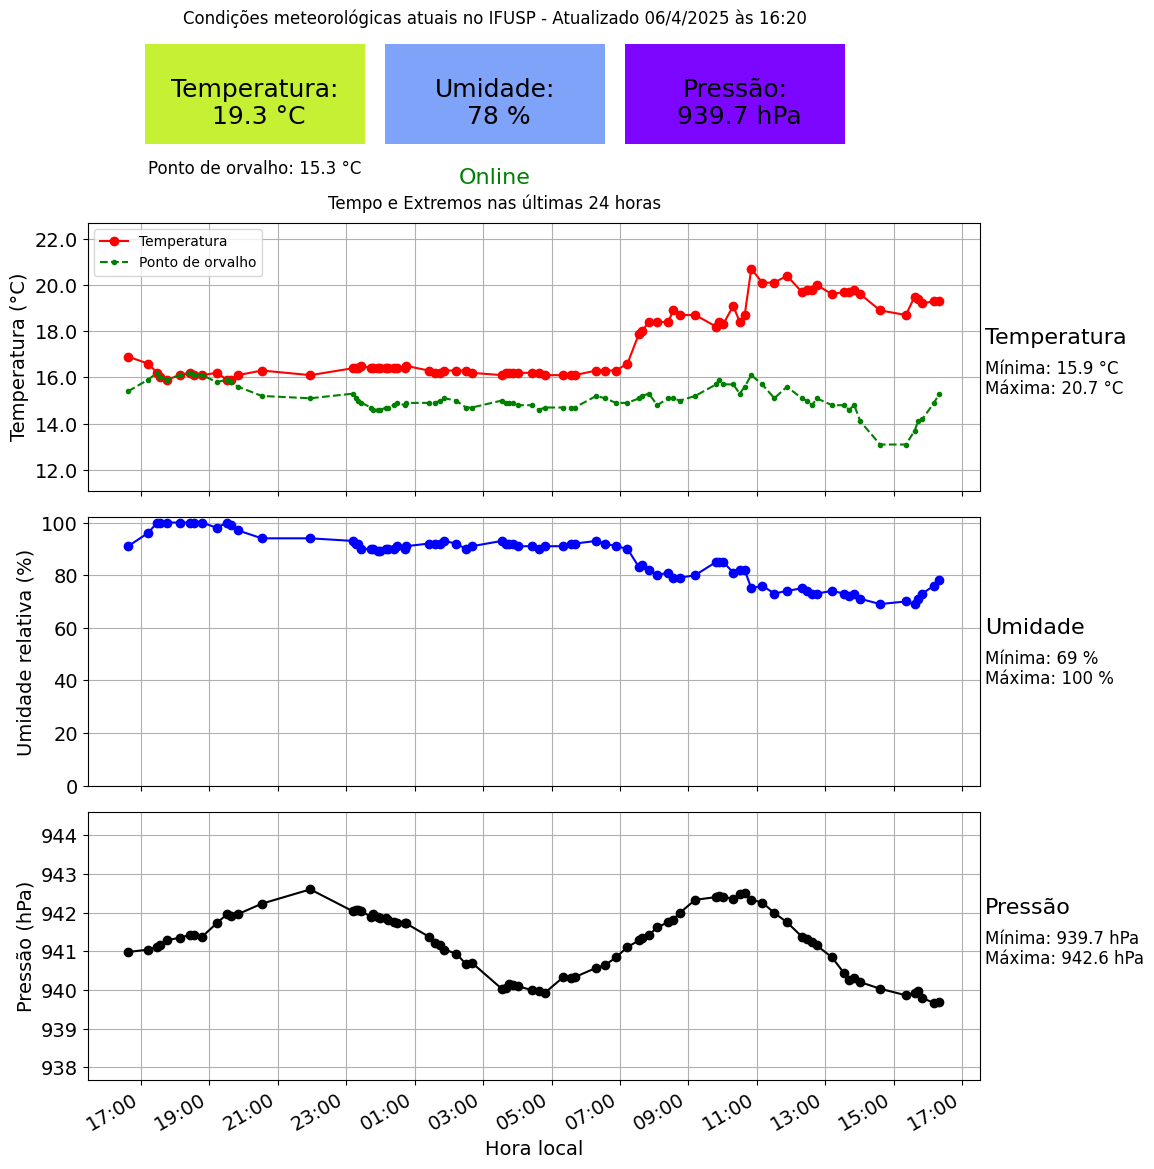 Condições meteorológicas atuais no IFUSP - Atualizado 06/4/2025 às 16:20
Temperatura:
19.3 °C
Umidade:
78 %
Pressão:
939.7 hPa
Ponto de orvalho: 15.3 °C
Online
Tempo e Extremos nas últimas 24 horas
Temperatura (°C)
22.0
20.0
18.0
16.0
14.0
12.0
Temperatura
Ponto de orvalho
Temperatura
Mínima: 15.9 °C
Máxima: 20.7 °C
Umidade relativa (%)
100
80
60
40
20
0
Umidade
Mínima: 69 %
Máxima: 100 %
Pressão (hPa)
944
943
942
941
940
939
938
Pressão
Mínima: 939.7 hPa
Máxima: 942.6 hPa
17:00 19:00 21:00 23:00 01:00 03:00 05:00 07:00 09:00 11:00 13:00 15:00 17:00
Hora local